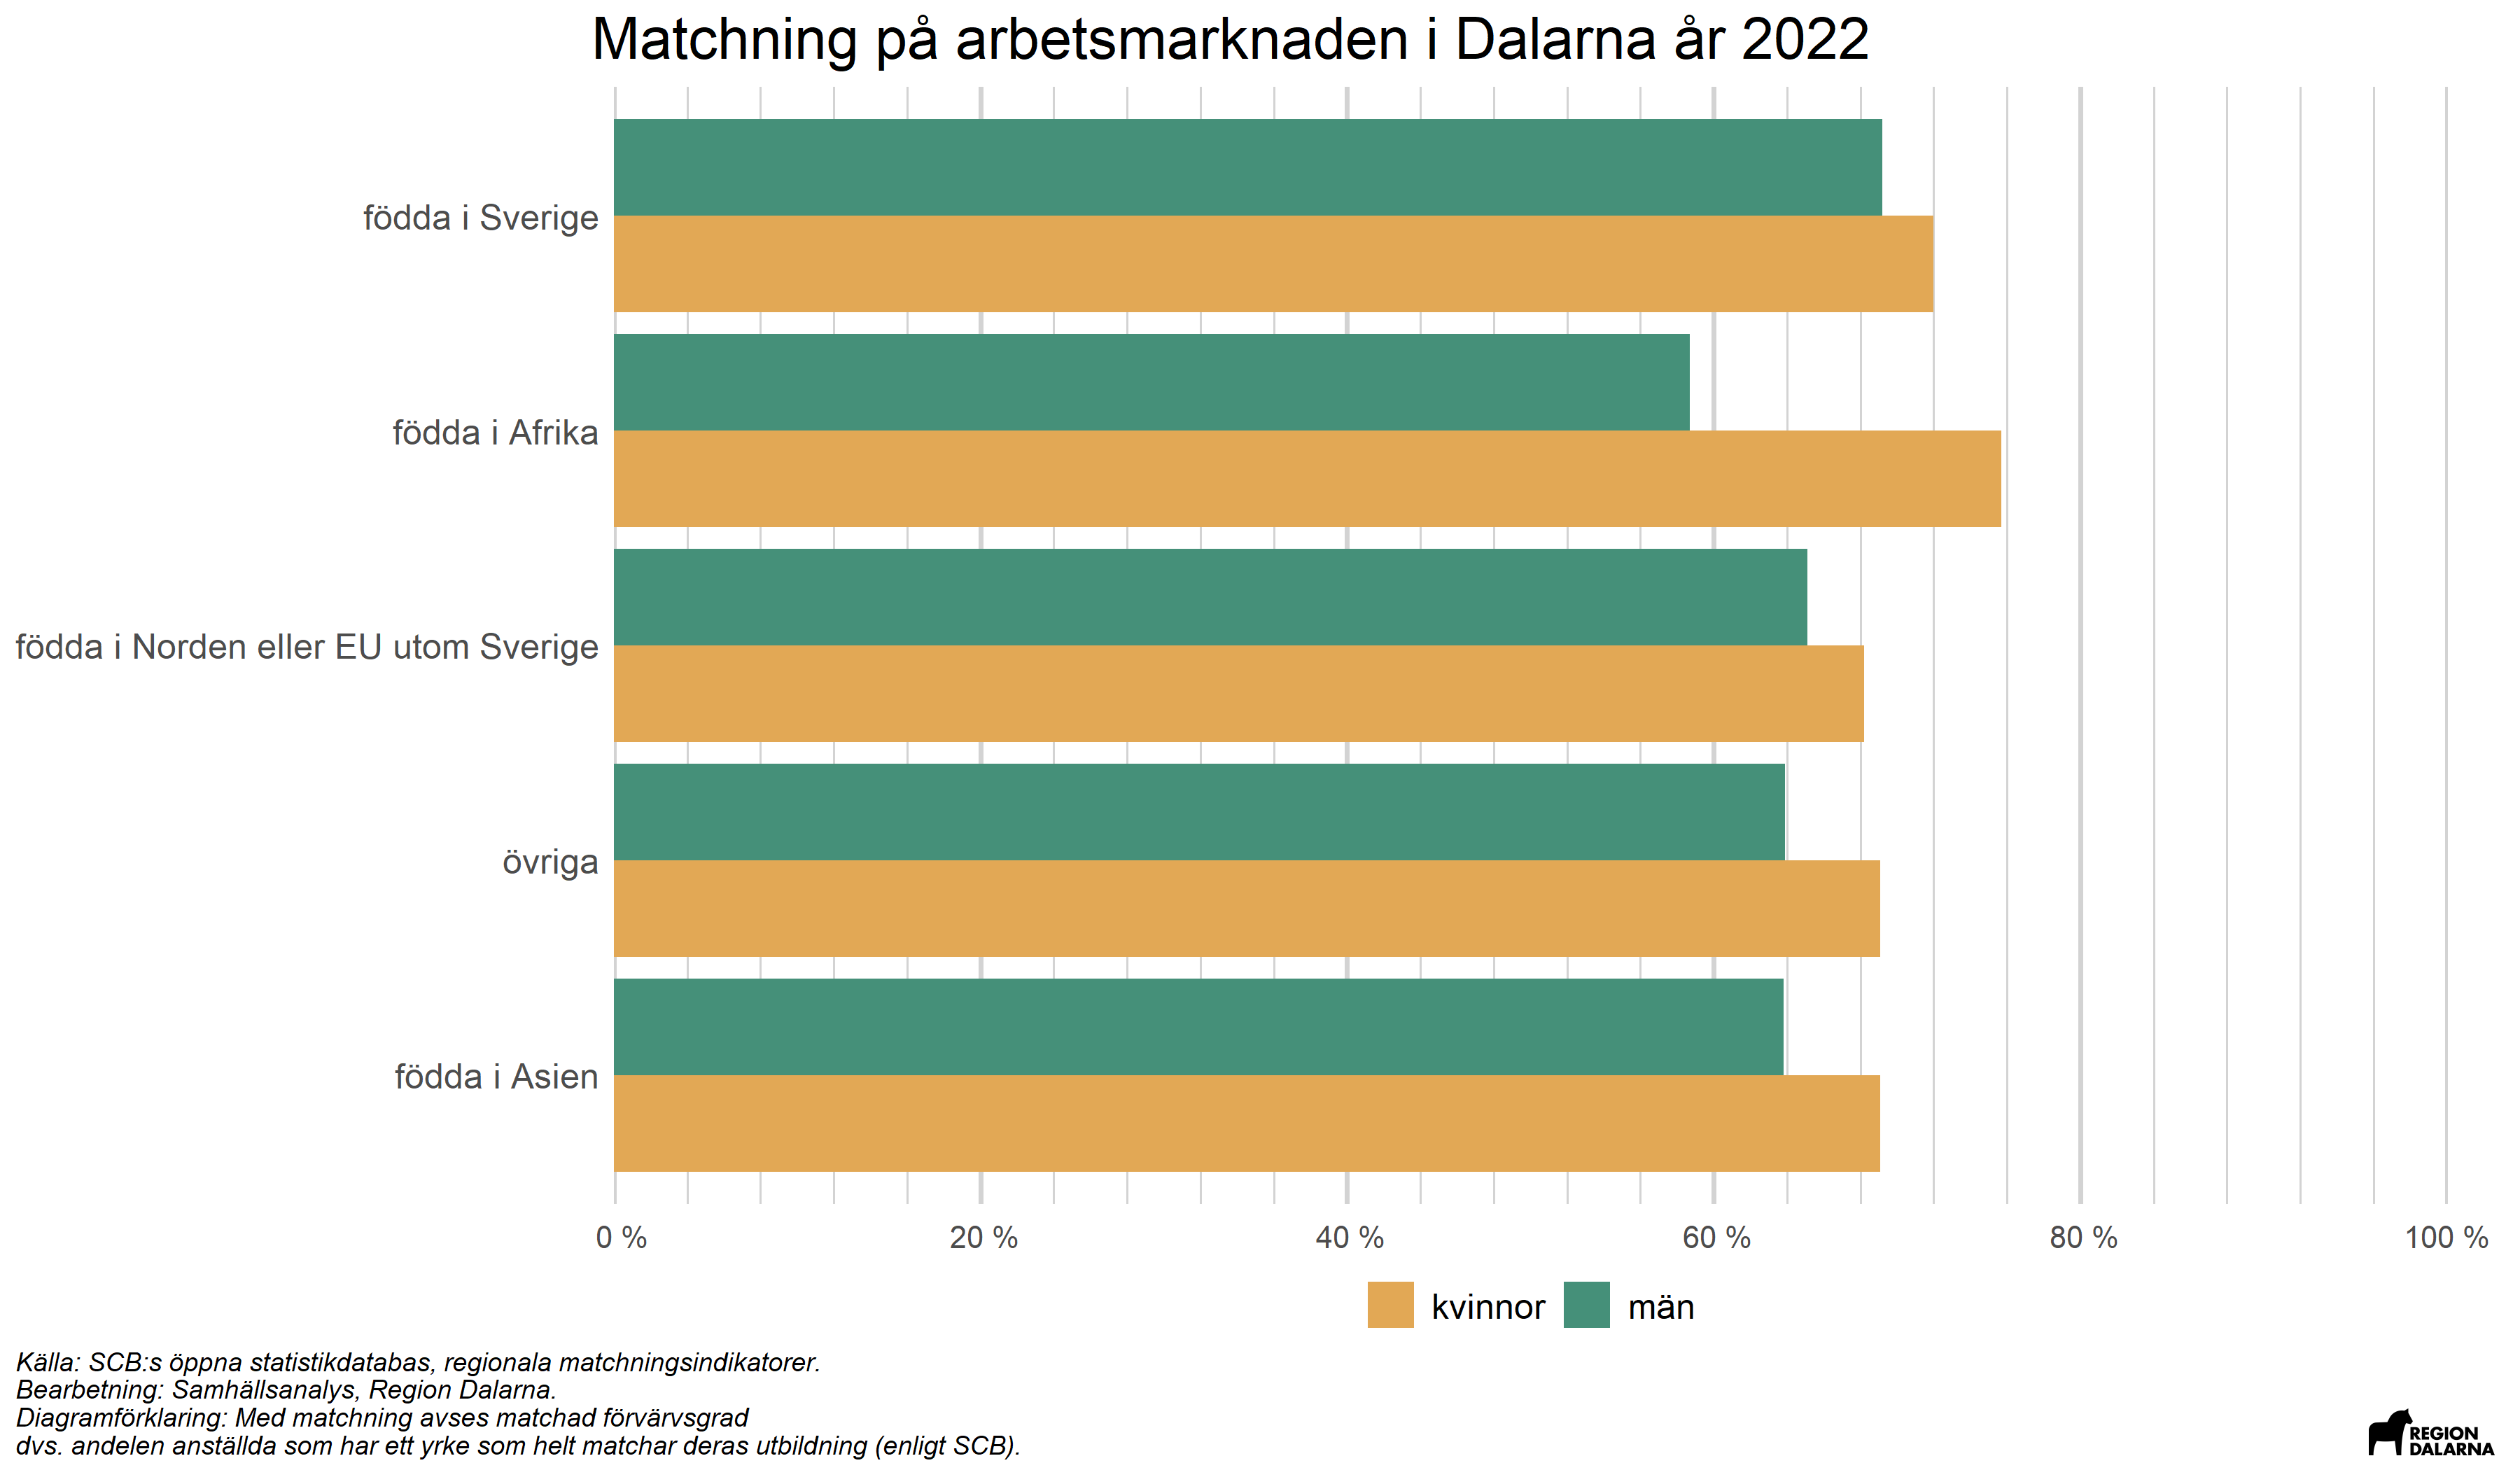 Matchning på arbetsmarknaden i Dalarna år 2022
födda i Sverige
födda i Afrika
födda i Norden eller EU utom Sverige
övriga
födda i Asien
0 %
20 %
40 %
60 %
80 %
100 %
kvinnor
män
Källa: SCB:s öppna statistikdatabas, regionala matchningsindikatorer.
Bearbetning: Samhällsanalys, Region Dalarna.
Diagramförklaring: Med matchning avses matchad förvärvsgrad
dvs. andelen anställda som har ett yrke som helt matchar deras utbildning (enligt SCB).
REGION
DALARNA